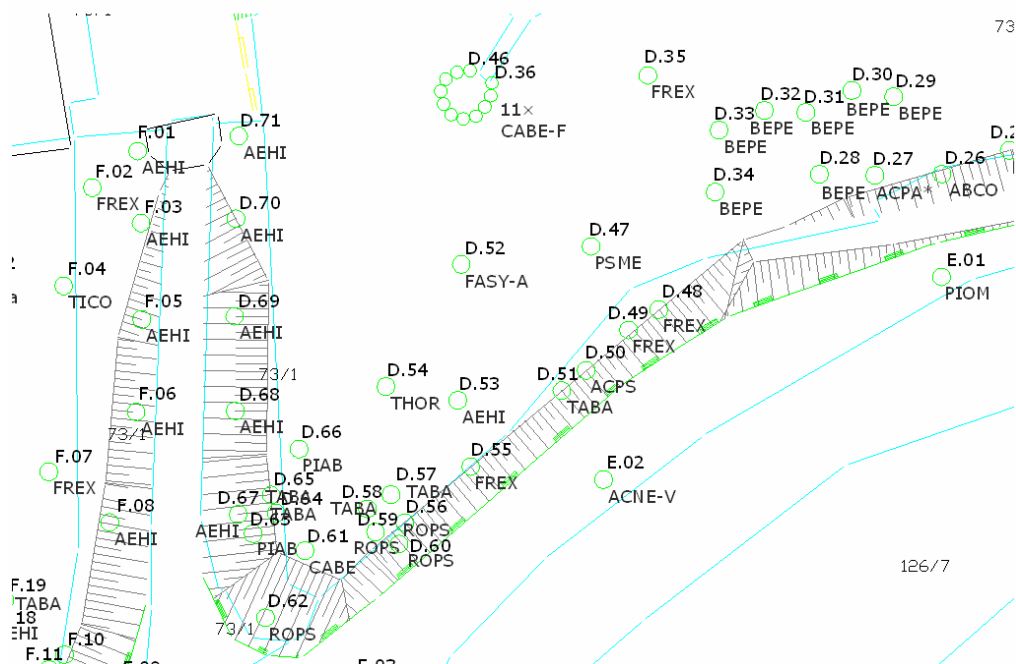 D.46
D.36
11×
CABE-F
D.35
FREX
73
D.30
BEPE
D.29
BEPE
D.32
BEPE
D.31
BEPE
D.33
BEPE
D.28
BEPE
D.27
ACPA*
D.26
ABCO
D.34
BEPE
F.01
AEHI
D.71
AEHI
F.02
FREX
F.03
AEHI
D.70
AEHI
D.52
FASY-A
D.47
PSME
F.04
TICO
E.01
PIOM
F.05
AEHI
D.69
AEHI
D.48
FREX
D.49
FREX
73/1
D.50
ACPS
D.51
TABA
D.54
THOR
D.53
AEHI
F.06
AEHI
D.68
AEHI
73/1
D.66
PIAB
F.07
FREX
D.55
FREX
E.02
ACNE-V
D.57
TABA
D.65
TABA
D.58
TABA
D.64
TABA
D.67
AEHI
D.63
PIAB
F.08
AEHI
D.56
ROPS
D.59
ROPS
D.60
ROPS
D.61
CABE
126/7
F.19
TABA
18
EHI
D.62
ROPS
73/1
F.10
F.11